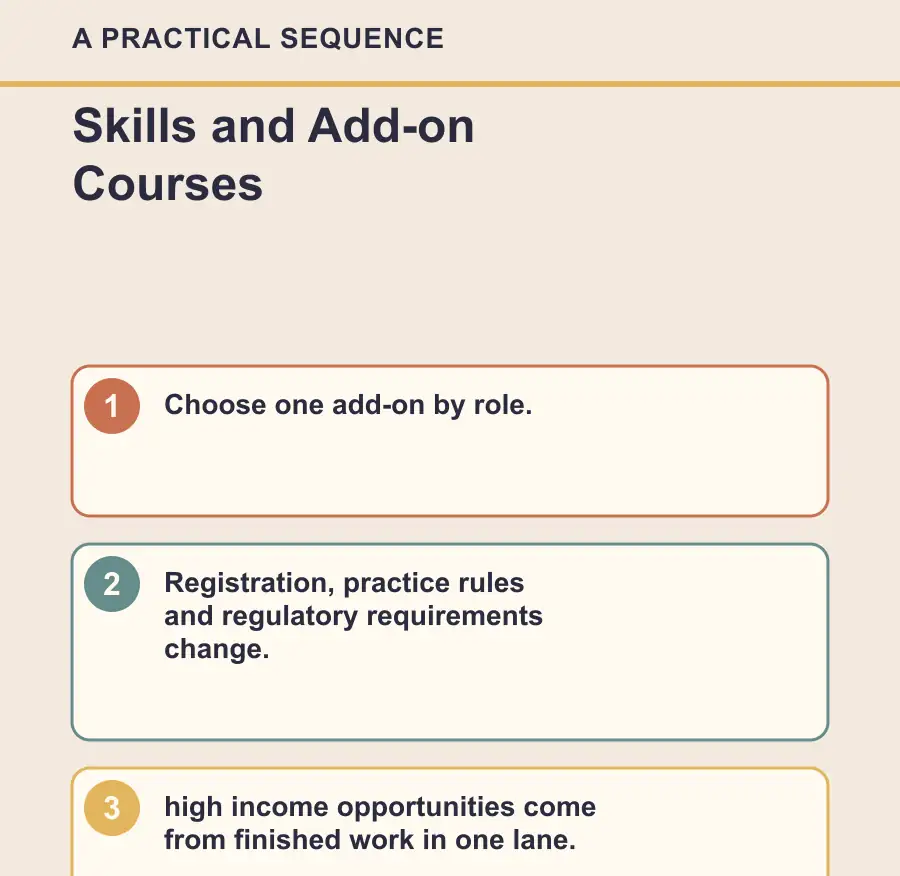 A PRACTICAL SEQUENCE
Skills and Add-on
Courses
1
Choose one add-on by role.
2
Registration, practice rules
and regulatory requirements
change.
3
high income opportunities come
from finished work in one lane.